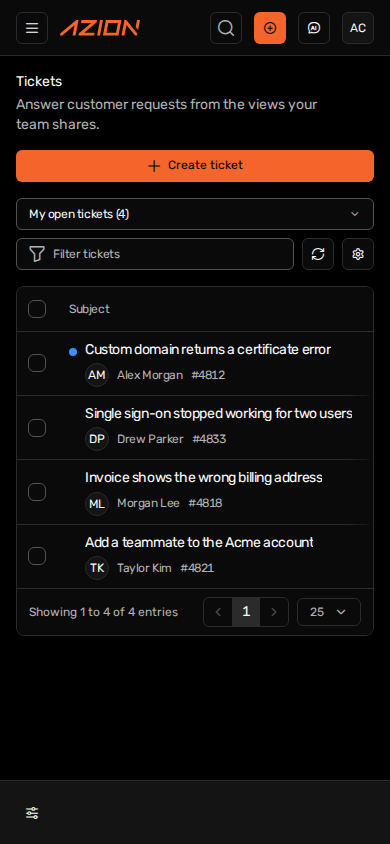 AZION
AI
AC
Tickets
Answer customer requests from the views your
team shares.
Create ticket
My open tickets (4)
Filter tickets
Subject
Custom domain returns a certificate error
AM Alex Morgan #4812
Single sign-on stopped working for two users
DP Drew Parker #4833
Invoice shows the wrong billing address
ML Morgan Lee #4818
Add a teammate to the Acme account
TK Taylor Kim #4821
Showing 1 to 4 of 4 entries 1 25